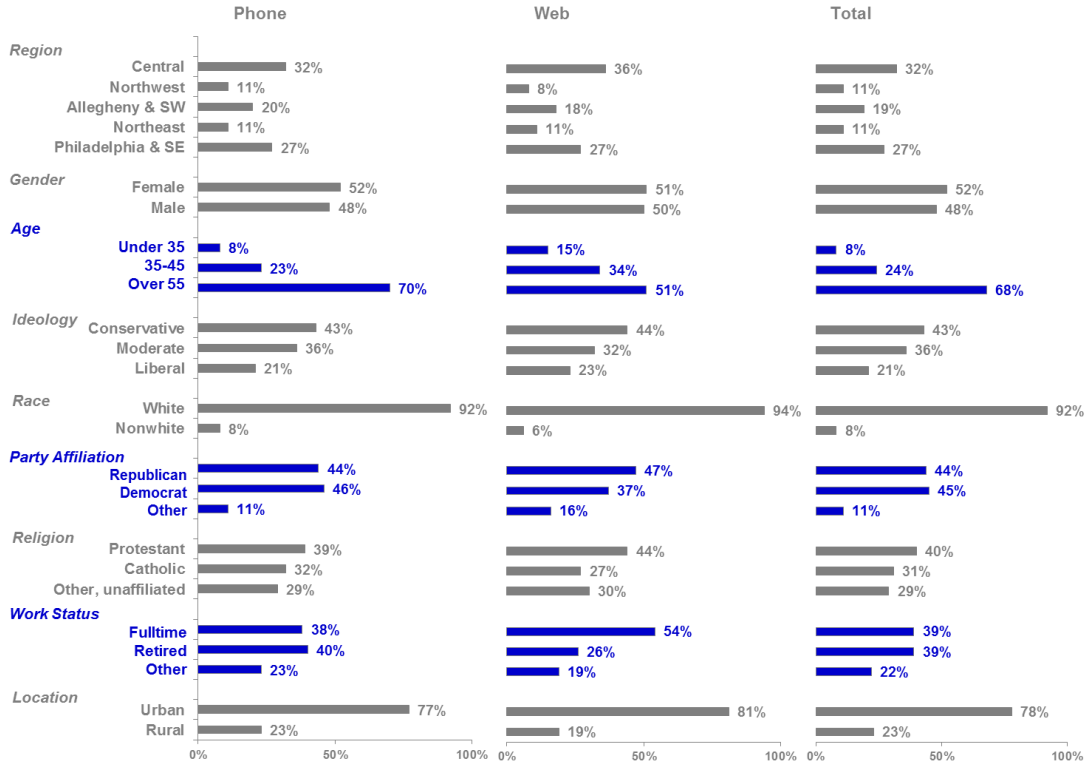 Phone Web Total
Region
Central 32% 36% 32%
Northwest 11% 8% 11%
Allegheny & SW 20% 18% 19%
Northeast 11% 11% 11%
Philadelphia & SE 27% 27% 27%
Gender
Female 52% 51% 52%
Male 48% 50% 48%
Age
Under 35 8% 15% 8%
35-45 23% 34% 24%
Over 55 70% 51% 68%
Ideology
Conservative 43% 44% 43%
Moderate 36% 32% 36%
Liberal 21% 23% 21%
Race
White 92% 94% 92%
Nonwhite 8% 6% 8%
Party Affiliation
Republican 44% 47% 44%
Democrat 46% 37% 45%
Other 11% 16% 11%
Religion
Protestant 39% 44% 40%
Catholic 32% 27% 31%
Other, unaffiliated 29% 30% 29%
Work Status
Fulltime 38% 54% 39%
Retired 40% 26% 39%
Other 23% 19% 22%
Location
Urban 77% 81% 78%
Rural 23% 19% 23%
0% 50% 100% 0% 50% 100% 0% 50% 100%